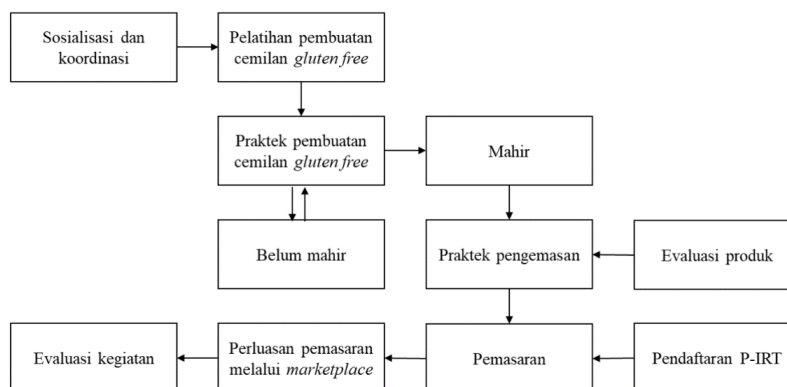 Sosialisasi dan
koordinasi
Pelatihan pembuatan
cemilan gluten free
Praktek pembuatan
cemilan gluten free
Mahir
Belum mahir
Praktek pengemasan
Evaluasi produk
Evaluasi kegiatan
Perluasan pemasaran
melalui marketplace
Pemasaran
Pendaftaran P-IRT